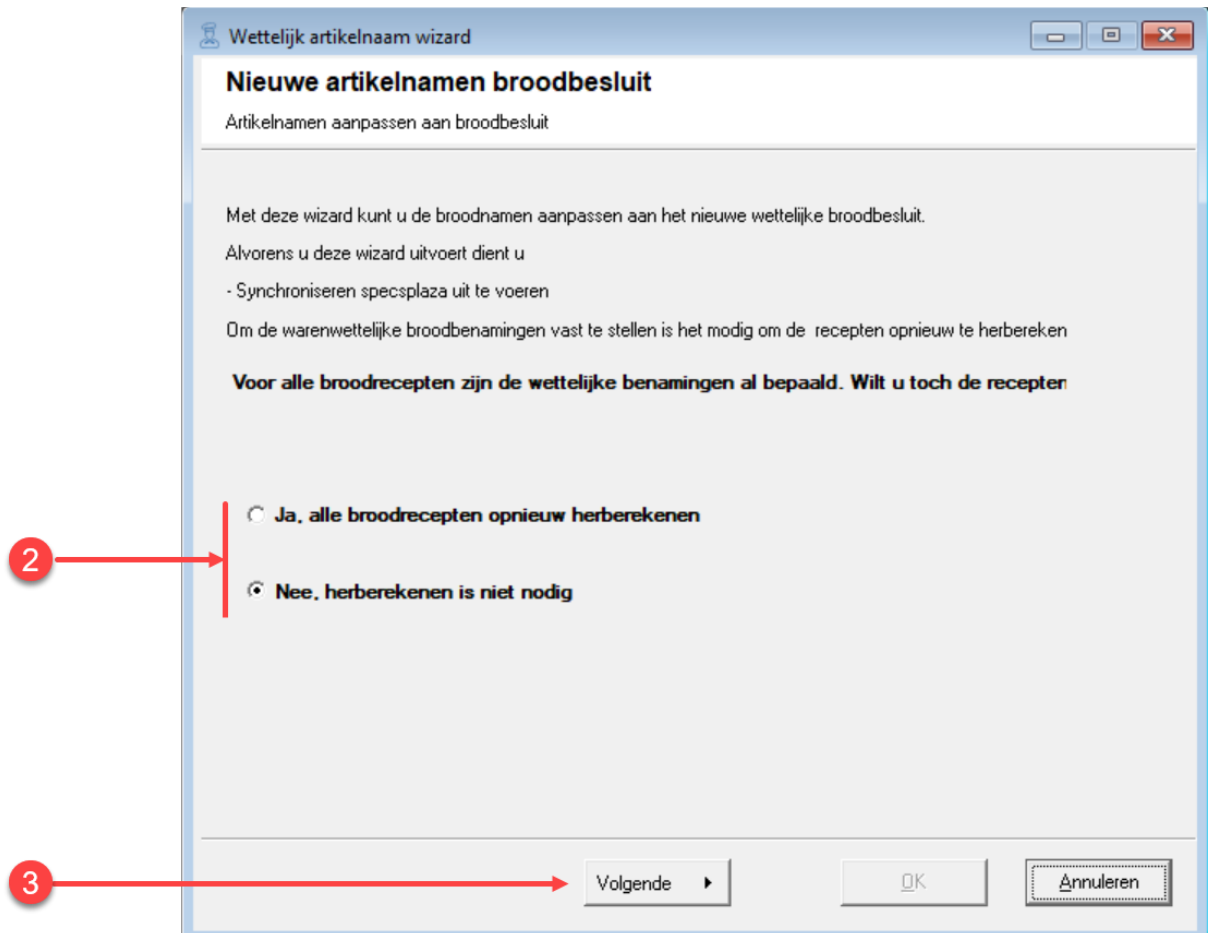 Wettelijk artikelnaam wizard
Nieuwe artikelnamen broodbesluit
Artikelnamen aanpassen aan broodbesluit
Met deze wizard kunt u de broodnamen aanpassen aan het nieuwe wettelijke broodbesluit.
Alvorens u deze wizard uitvoert dient u
- Synchroniseren specsplaza uit te voeren
Om de warenwettelijke broodbenamingen vast te stellen is het modig om de recepten opnieuw te herbereken
Voor alle broodrecepten zijn de wettelijke benamingen al bepaald. Wilt u toch de recepten
Ja, alle broodrecepten opnieuw herberekenen
2
Nee, herberekenen is niet nodig
3
Volgende
OK
Annuleren